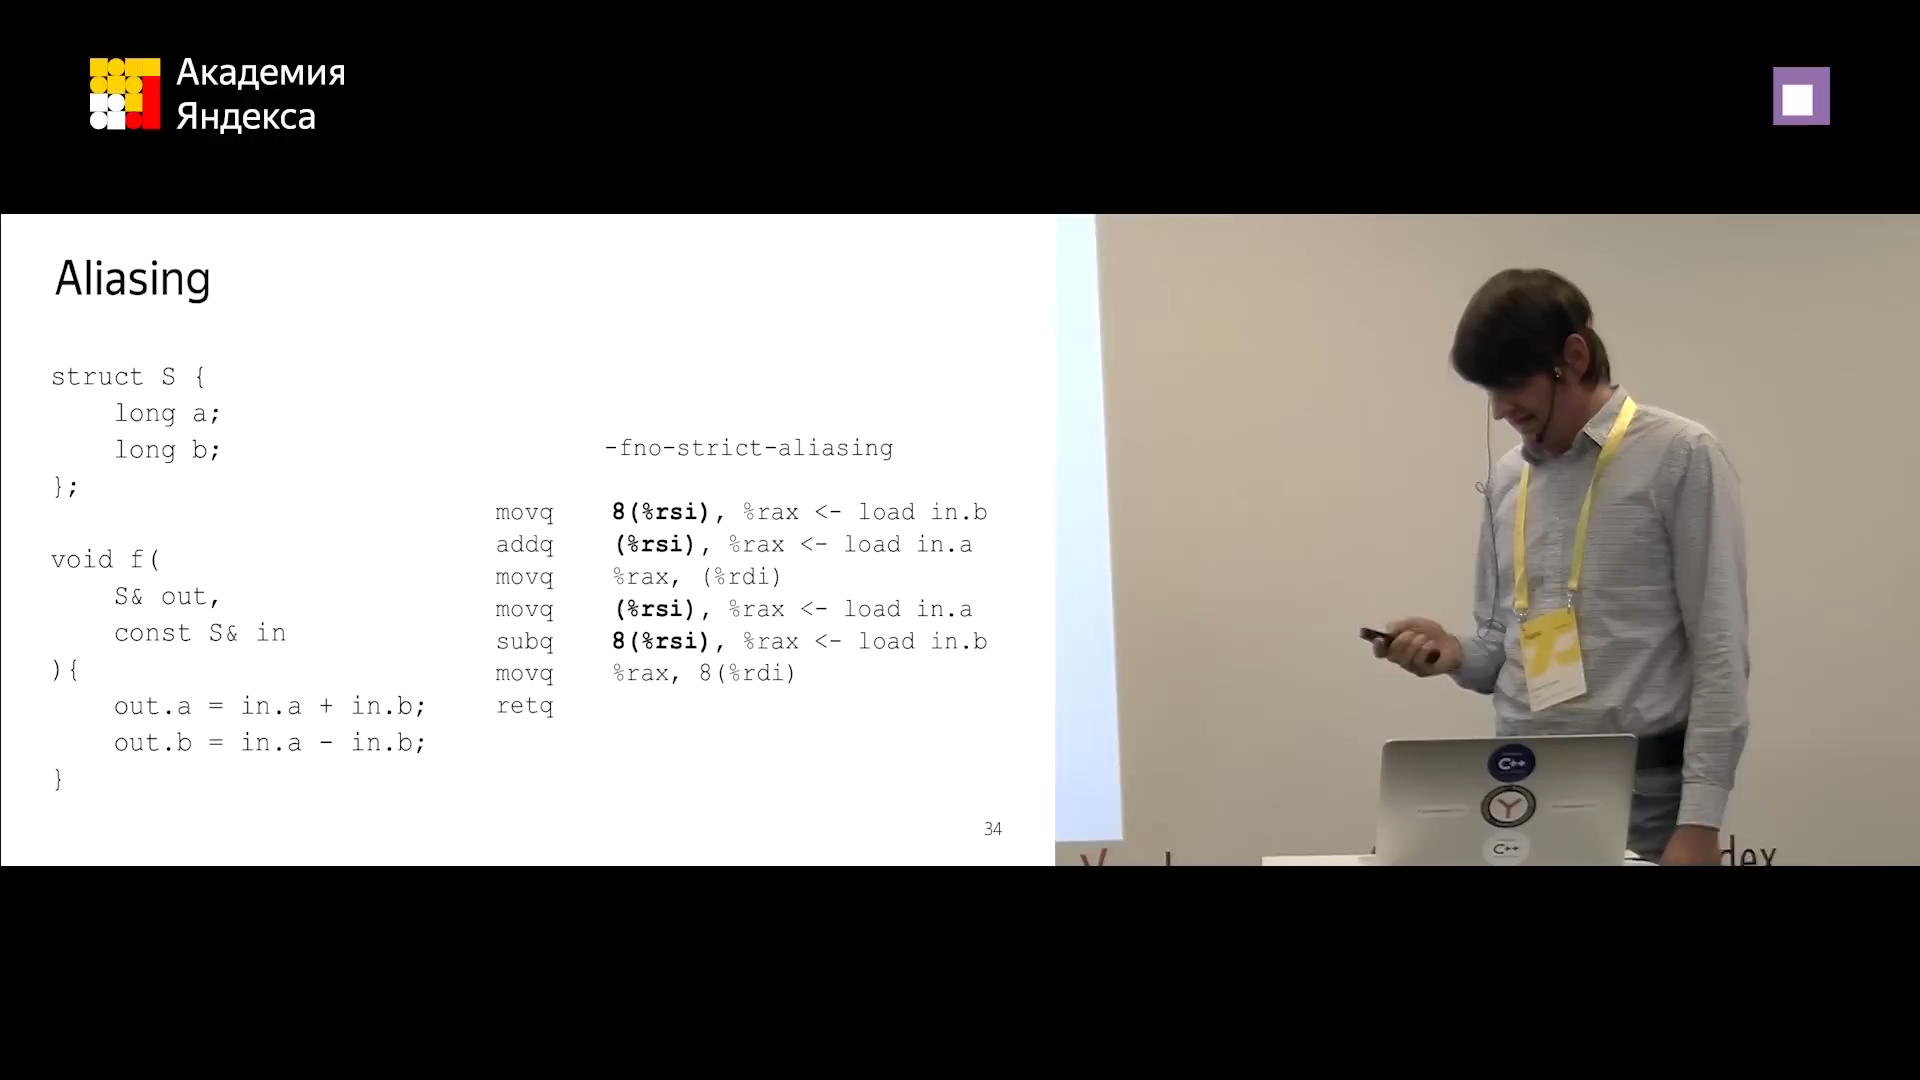 Академия
Яндекса
Aliasing
struct S {
long a;
long b;
};
void f(
S& out,
const S& in
){
out.a = in.a + in.b;
out.b = in.a - in.b;
}
-fno-strict-aliasing
movq 8(%rsi), %rax <- load in.b
addq (%rsi), %rax <- load in.a
movq %rax, (%rdi)
movq (%rsi), %rax <- load in.a
subq 8(%rsi), %rax <- load in.b
movq %rax, 8(%rdi)
retq
34
C++
Y
C++
dex